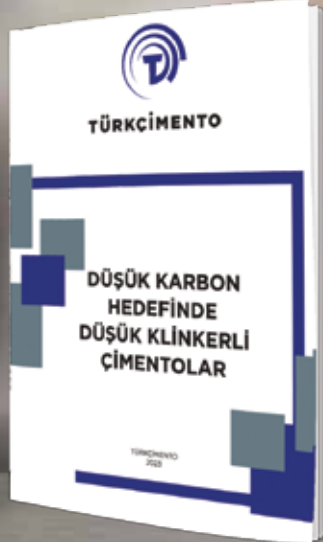 TÜRKÇİMENTO
DÜŞÜK KARBON
HEDEFİNDE
DÜŞÜK KLİNKERLİ
ÇİMENTOLAR
TÜRKÇİMENTO
2023